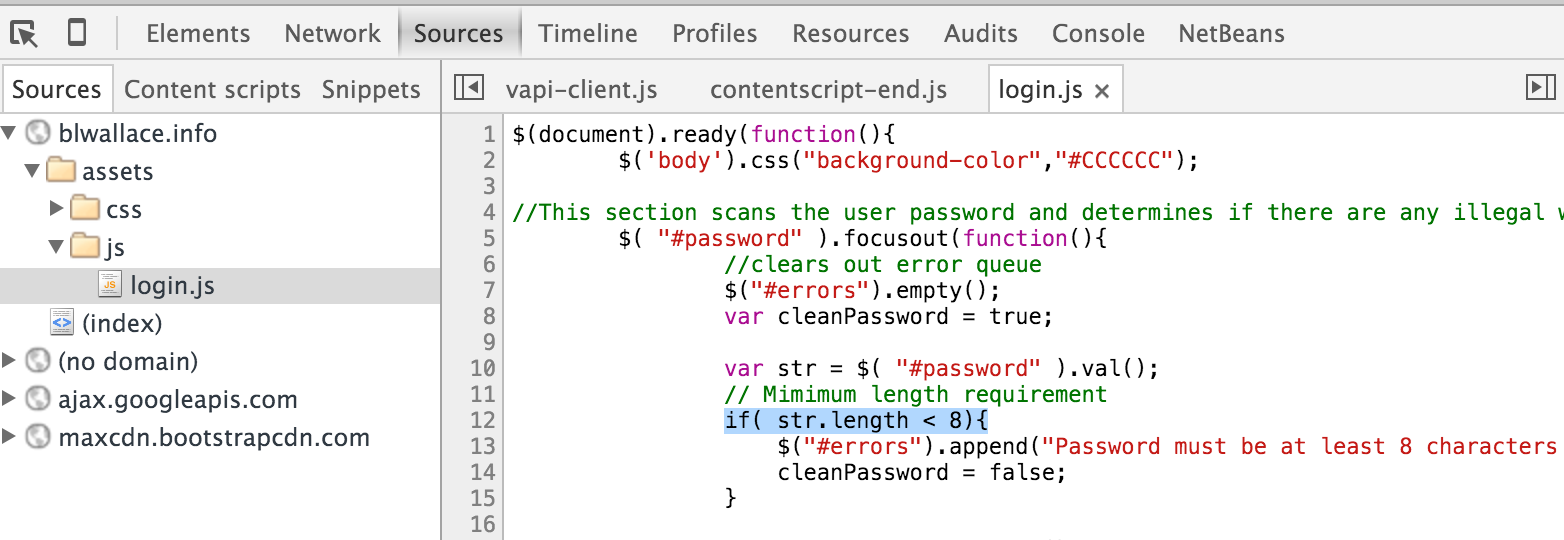 Elements Network Sources Timeline Profiles Resources Audits Console NetBeans
Sources Content scripts Snippets
vapi-client.js contentscript-end.js login.js ×
blwallace.info
assets
css
js
JS login.js
<> (index)
(no domain)
ajax.googleapis.com
maxcdn.bootstrapcdn.com
1 $(document).ready(function(){
2 $('body').css("background-color","#CCCCCC");
3
4 //This section scans the user password and determines if there are any illegal
5 $( "#password" ).focusout(function(){
6 //clears out error queue
7 $("#errors").empty();
8 var cleanPassword = true;
9
10 var str = $( "#password" ).val();
11 // Mimimum length requirement
12 if( str.length < 8){
13 $("#errors").append("Password must be at least 8 characters
14 cleanPassword = false;
15 }
16